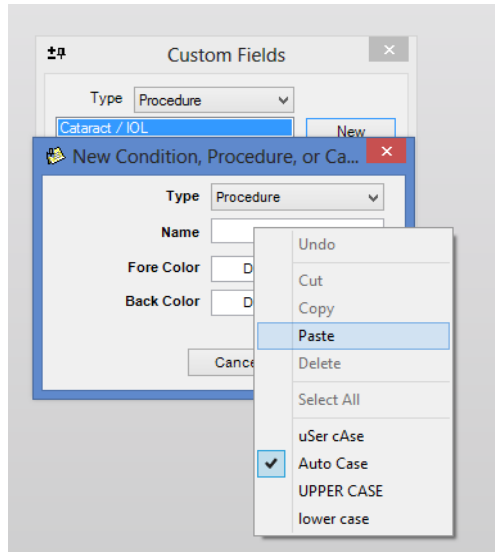 Custom Fields
Type Procedure
Cataract / IOL
New
New Condition, Procedure, or Ca...
Type Procedure
Name
Fore Color D
Back Color D
Undo
Cut
Copy
Paste
Delete
Select All
uSer cAse
Auto Case
UPPER CASE
lower case